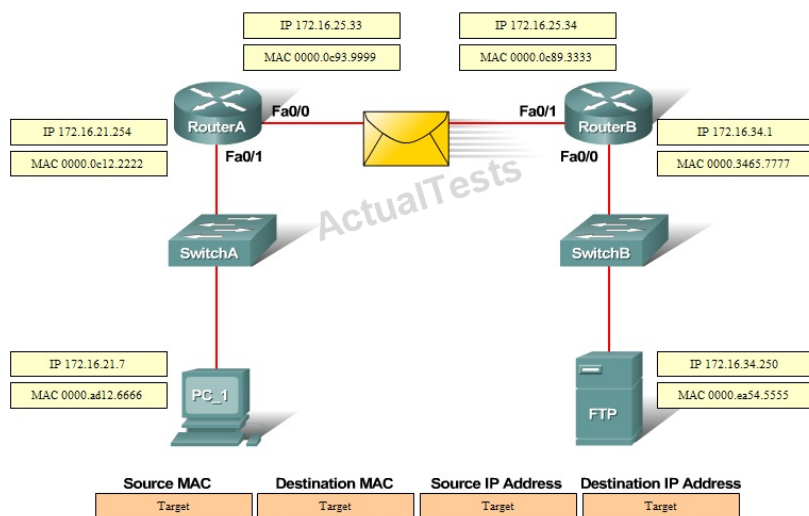 IP 172.16.25.33
IP 172.16.25.34
MAC 0000.0c93.9999
MAC 0000.0c89.3333
Fa0/0
Fa0/1
RouterA
RouterB
IP 172.16.21.254
IP 172.16.34.1
Fa0/1
Fa0/0
MAC 0000.0c12.2222
MAC 0000.3465.7777
ActualTests
SwitchA
SwitchB
IP 172.16.21.7
IP 172.16.34.250
MAC 0000.ad12.6666
MAC 0000.ea54.5555
PC_1
FTP
Source MAC Destination MAC Source IP Address Destination IP Address
Target Target Target Target